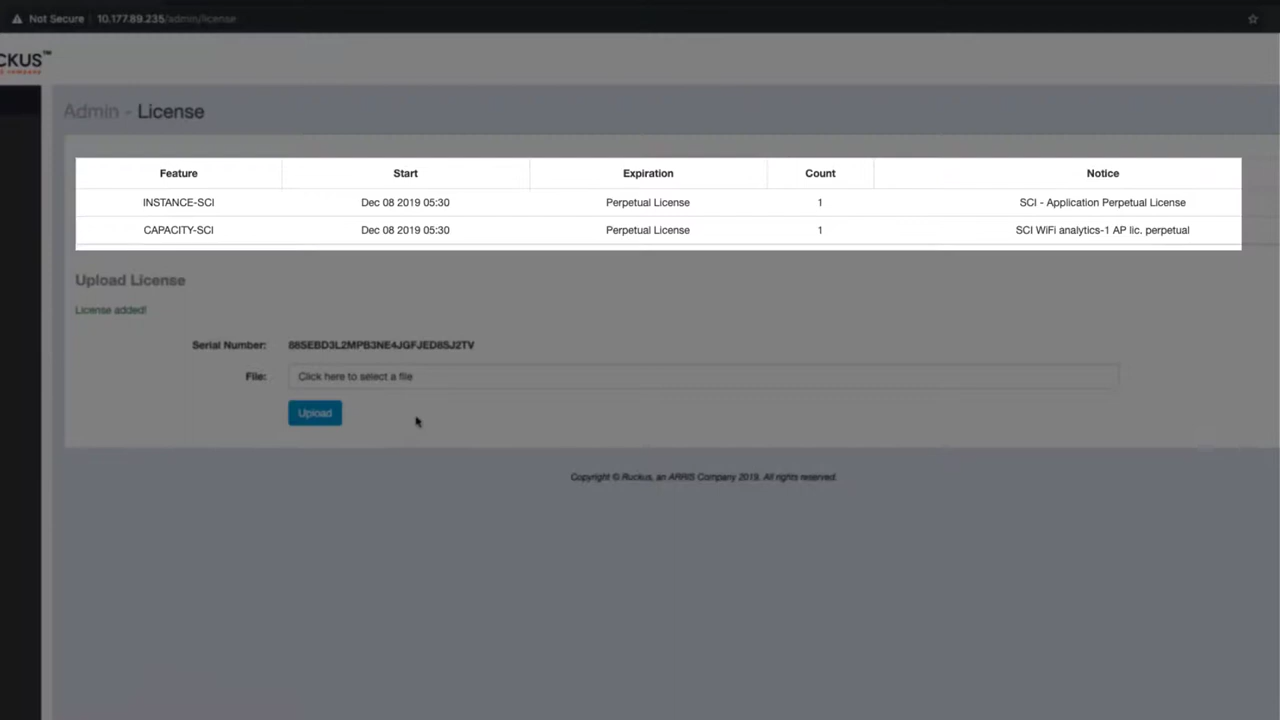 Not Secure 10.177.89.235/admin/license
CKUS™
Admin - License
Feature Start Expiration Count Notice
INSTANCE-SCI Dec 08 2019 05:30 Perpetual License 1 SCI - Application Perpetual License
CAPACITY-SCI Dec 08 2019 05:30 Perpetual License 1 SCI WiFi analytics-1 AP lic. perpetual
Upload License
License added!
Serial Number:
File: Click here to select a file
Upload
Copyright © Ruckus, an ARRIS Company 2019. All rights reserved.